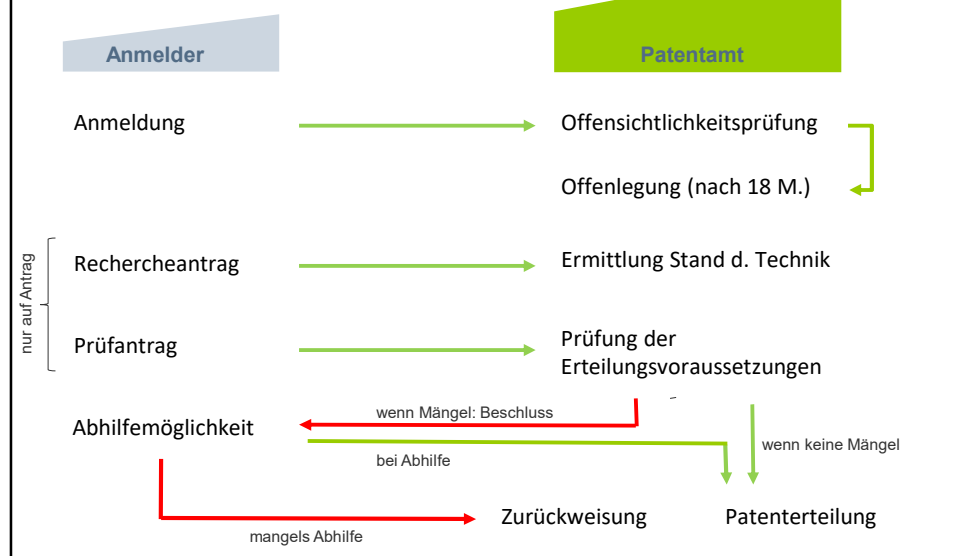 Anmelder
Patentamt
Anmeldung
Offensichtlichkeitsprüfung
Offenlegung (nach 18 M.)
nur auf Antrag
Rechercheantrag
Ermittlung Stand d. Technik
Prüfantrag
Prüfung der
Erteilungsvoraussetzungen
wenn Mängel: Beschluss
Abhilfemöglichkeit
bei Abhilfe
wenn keine Mängel
Zurückweisung
Patenterteilung
mangels Abhilfe